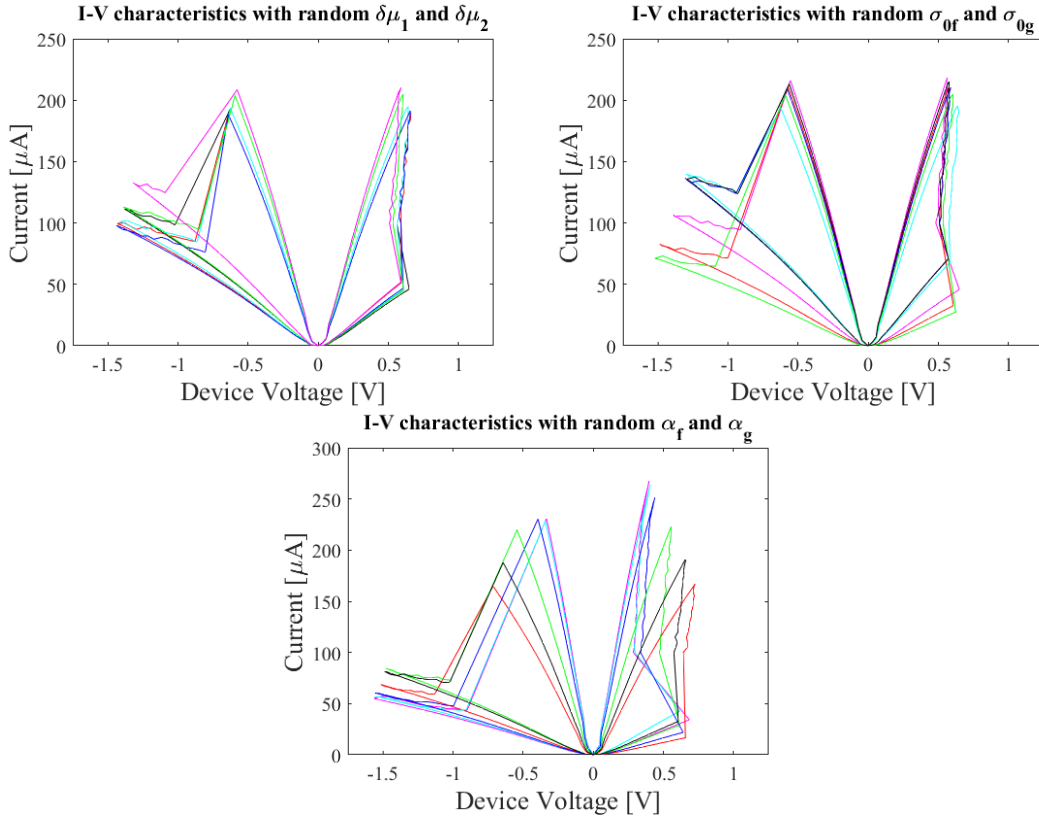 I-V characteristics with random δμ1 and δμ2
250
200
150
100
50
0
Current [μA]
-1.5 -1 -0.5 0 0.5 1
Device Voltage [V]
I-V characteristics with random σ0f and σ0g
250
200
150
100
50
0
Current [μA]
-1.5 -1 -0.5 0 0.5 1
Device Voltage [V]
I-V characteristics with random αf and αg
300
250
200
150
100
50
0
Current [μA]
-1.5 -1 -0.5 0 0.5 1
Device Voltage [V]